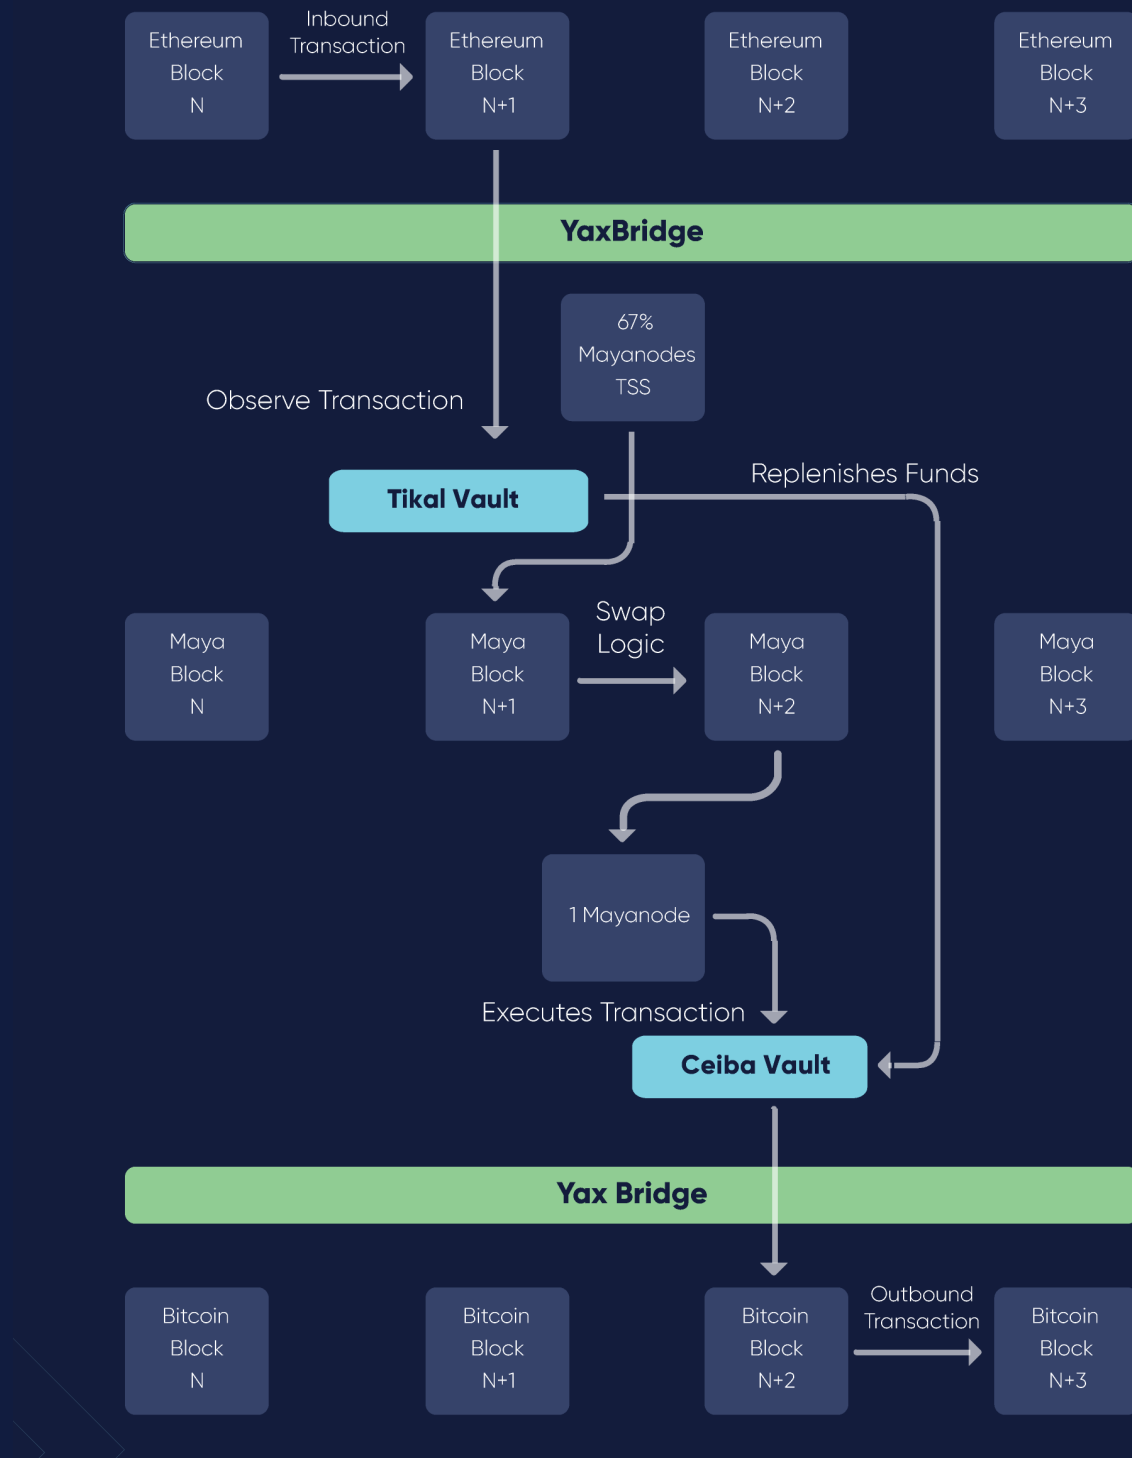 Inbound
Transaction
Ethereum
Block
N
Ethereum
Block
N+1
Ethereum
Block
N+2
Ethereum
Block
N+3
YaxBridge
67%
Mayanodes
TSS
Observe Transaction
Tikal Vault
Replenishes Funds
Maya
Block
N
Maya
Block
N+1
Swap
Logic
Maya
Block
N+2
Maya
Block
N+3
1 Mayanode
Executes Transaction
Ceiba Vault
Yax Bridge
Bitcoin
Block
N
Bitcoin
Block
N+1
Bitcoin
Block
N+2
Outbound
Transaction
Bitcoin
Block
N+3